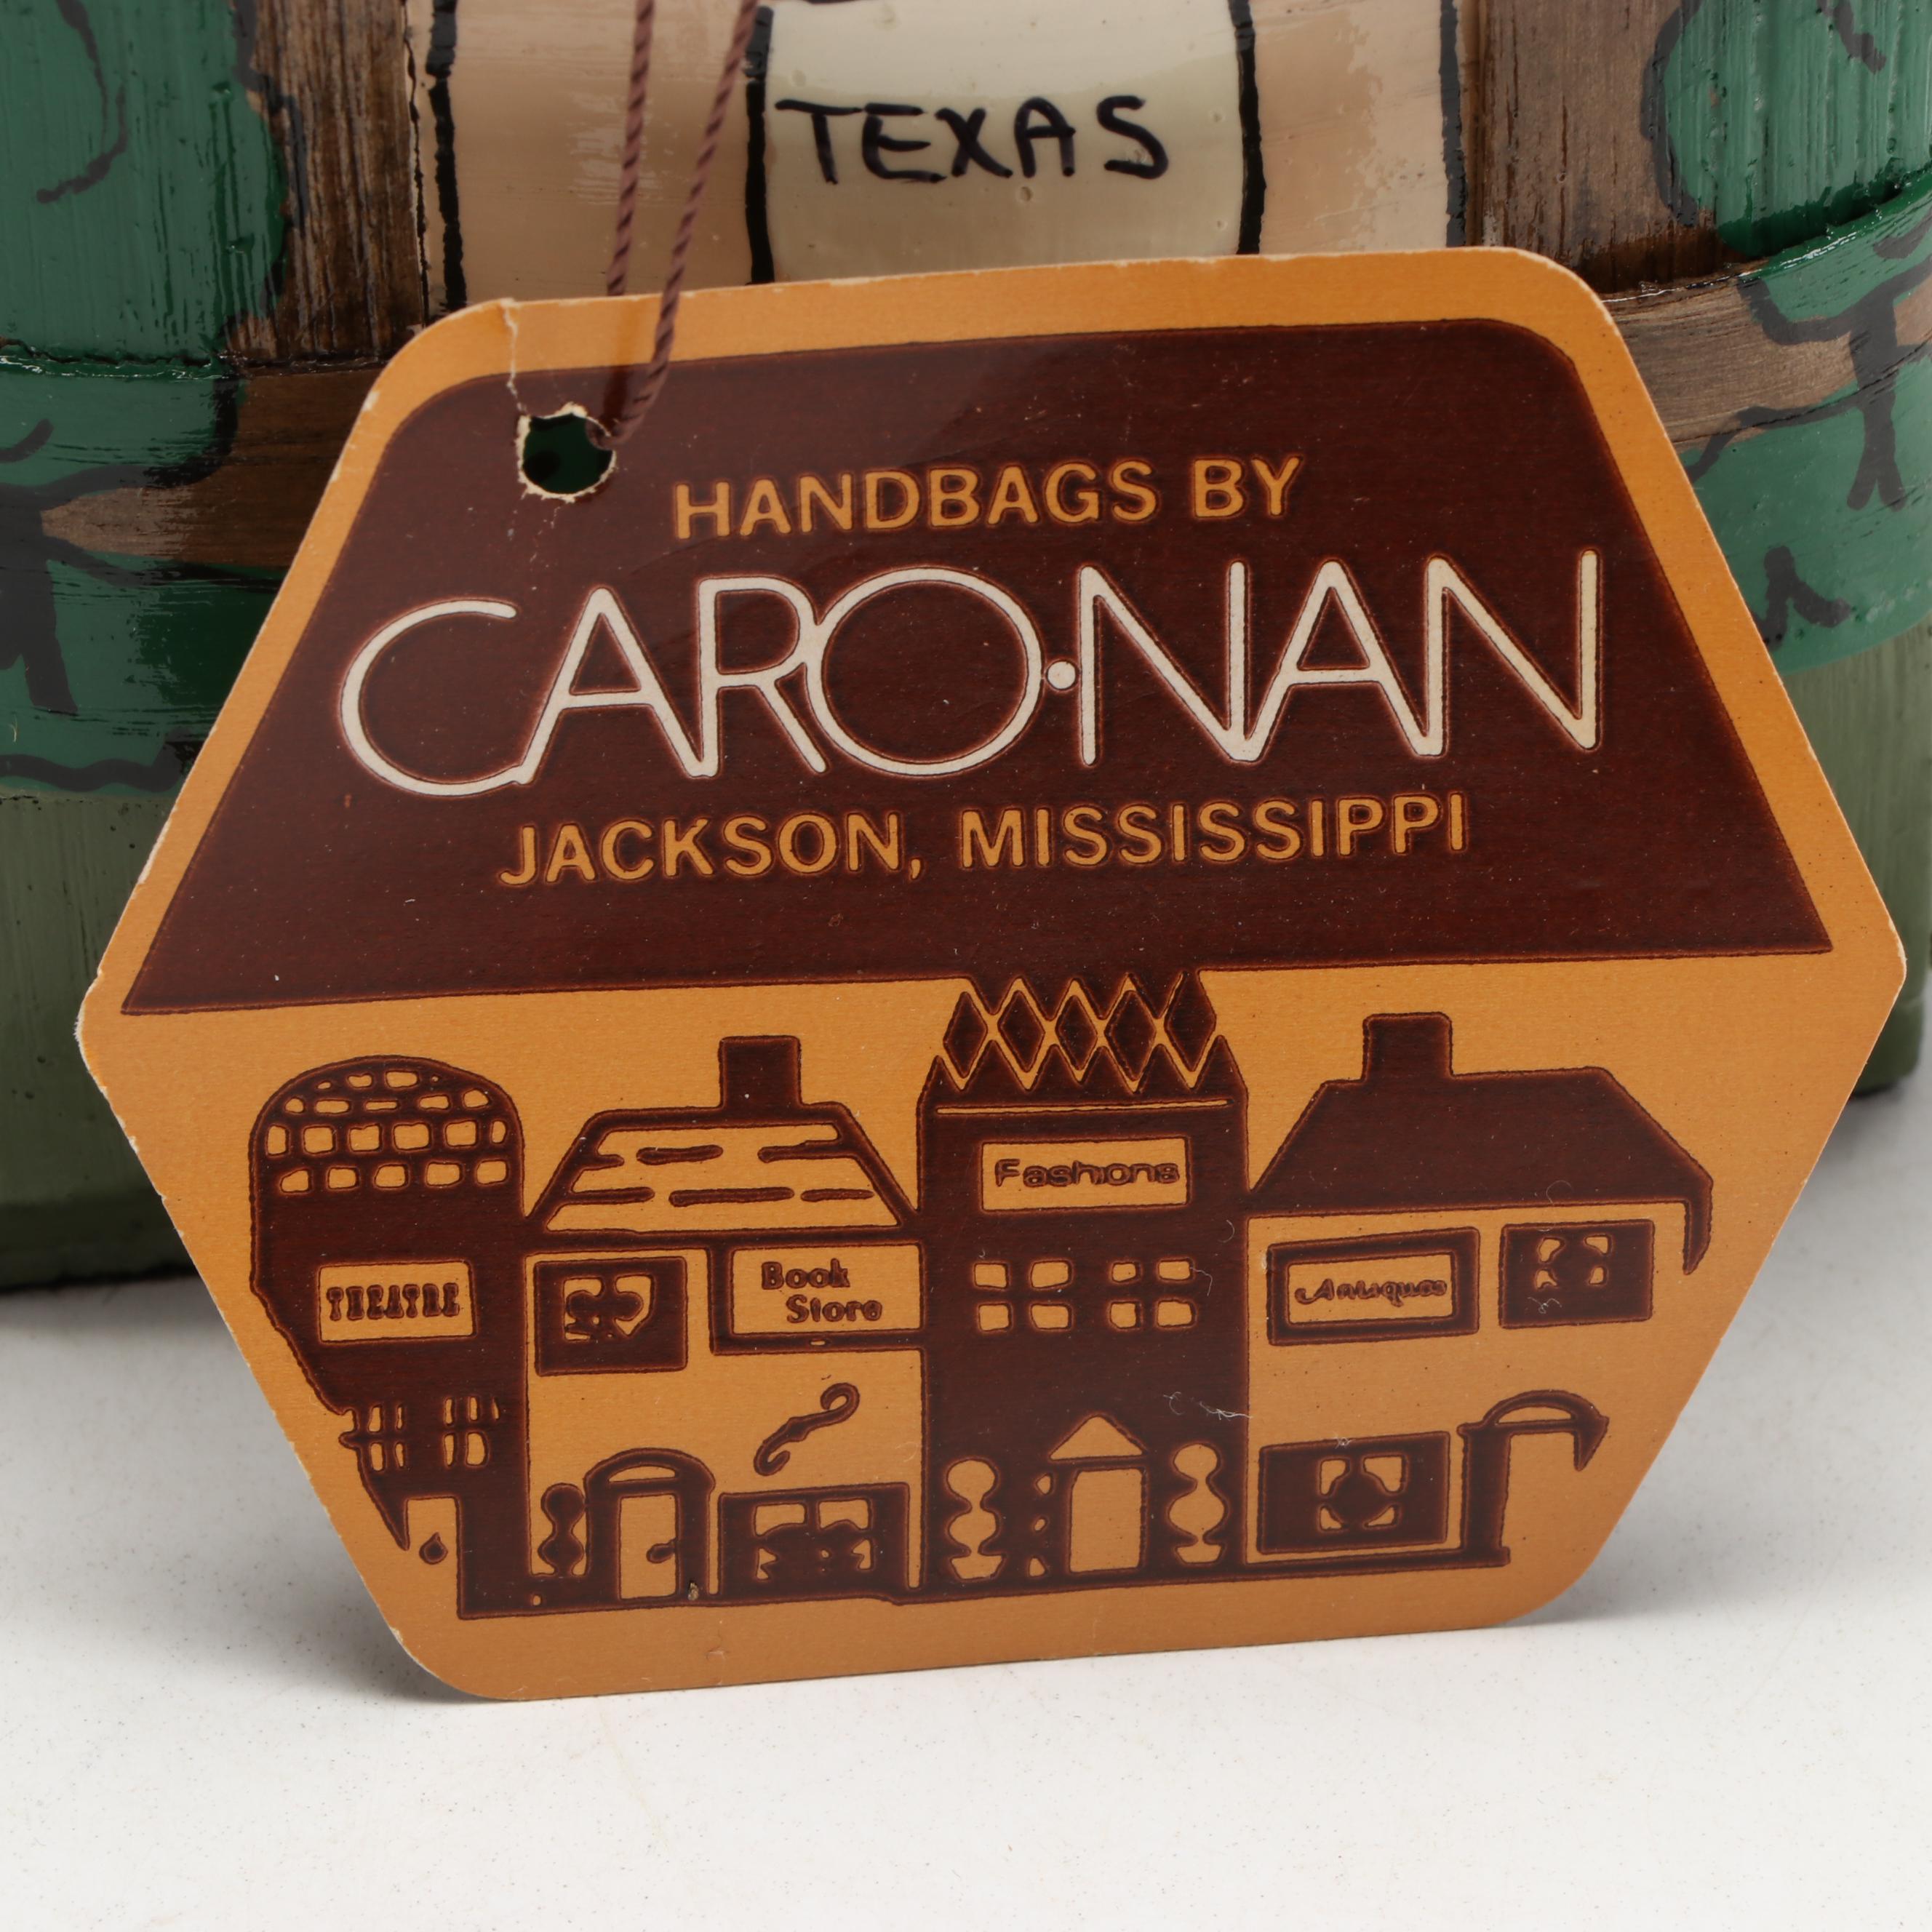 TEXAS
HANDBAGS BY
CARO·NAN
JACKSON, MISSISSIPPI
Fashions
THEATRE
Book
Store
Antiques